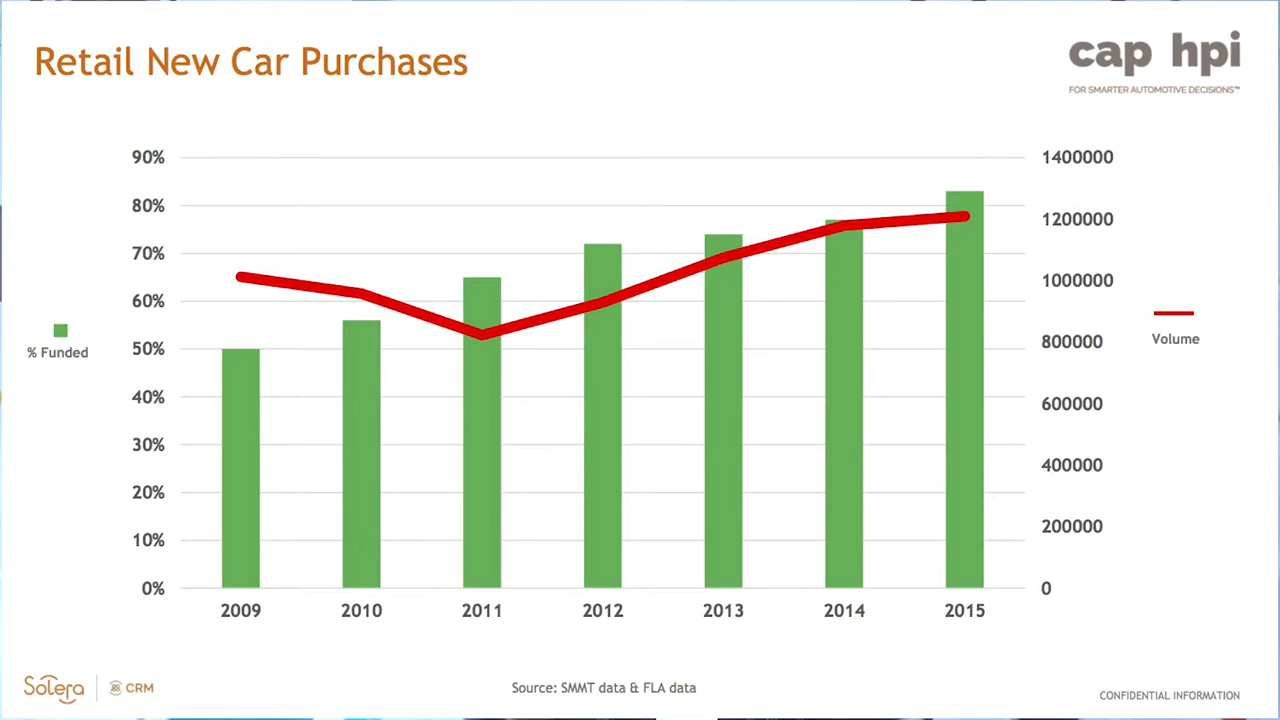 Retail New Car Purchases
cap hpi
FOR SMARTER AUTOMOTIVE DECISIONS™
90%
80%
70%
60%
50%
40%
30%
20%
10%
0%
1400000
1200000
1000000
800000
600000
400000
200000
0
% Funded
Volume
2009 2010 2011 2012 2013 2014 2015
Solera CRM
Source: SMMT data & FLA data
CONFIDENTIAL INFORMATION